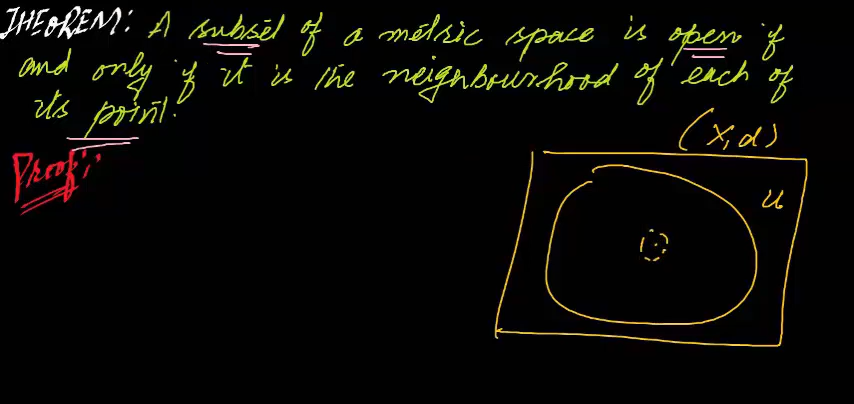 THEOREM: A subset of a metric space is open if
and only if it is the neighbourhood of each of
its point.
(X,d)
Proof:
u